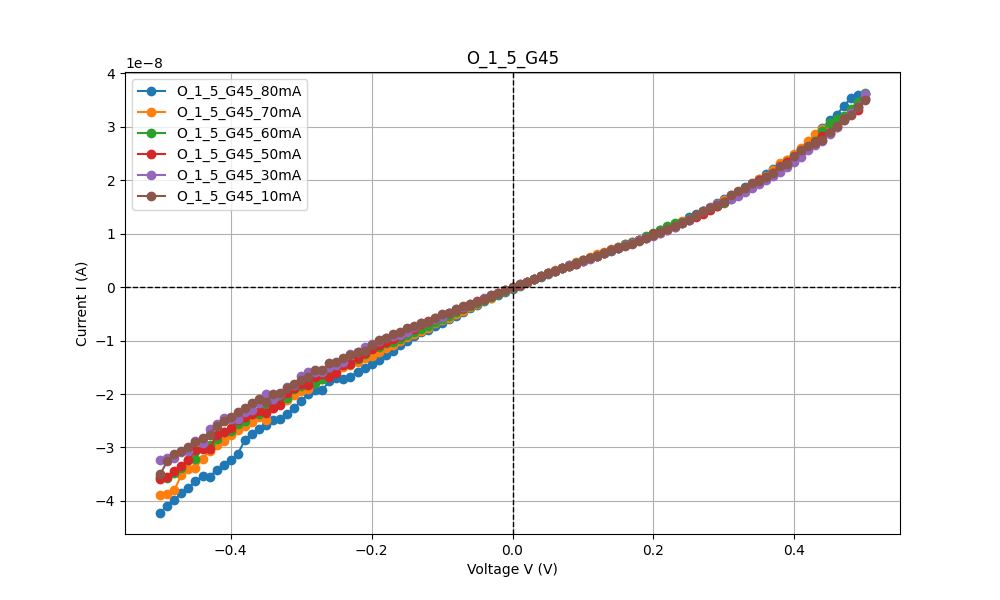 O_1_5_G45
1e−8
O_1_5_G45_80mA
O_1_5_G45_70mA
O_1_5_G45_60mA
O_1_5_G45_50mA
O_1_5_G45_30mA
O_1_5_G45_10mA
4
3
2
1
0
−1
−2
−3
−4
Current I (A)
−0.4 −0.2 0.0 0.2 0.4
Voltage V (V)